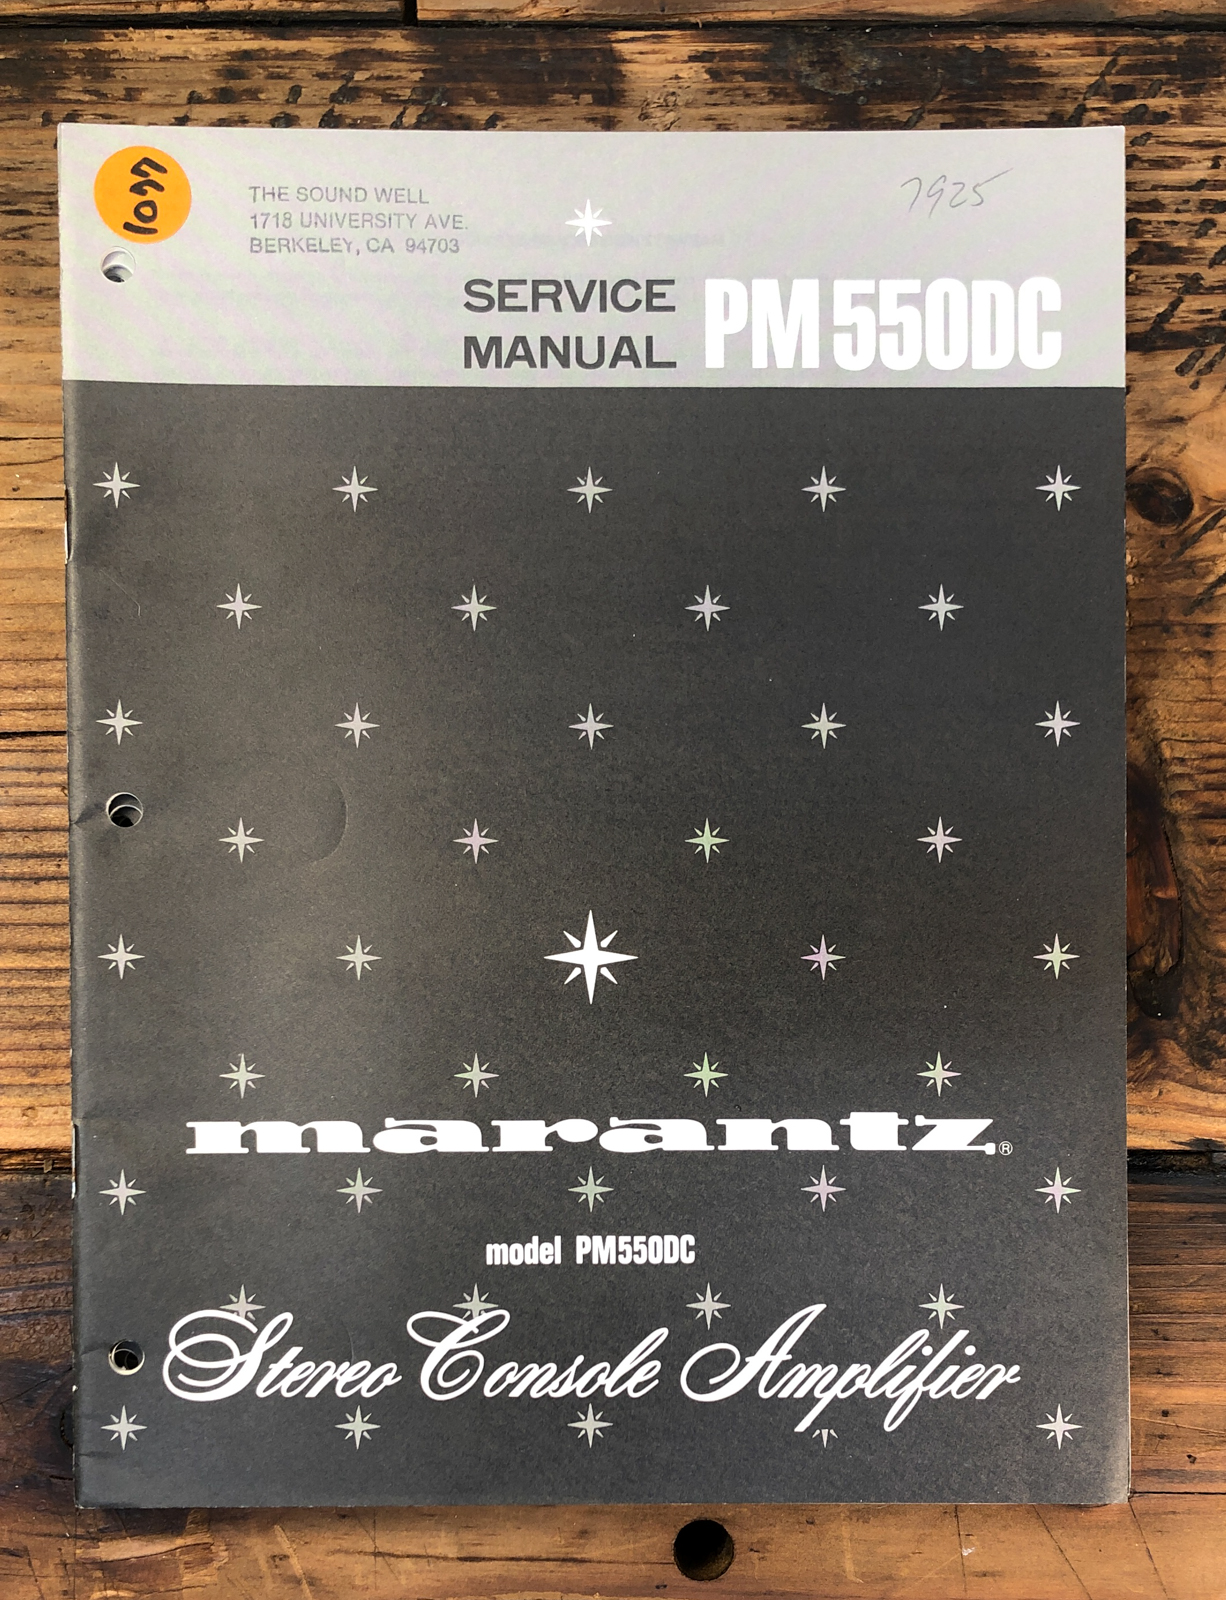 THE SOUND WELL
1718 UNIVERSITY AVE.
BERKELEY, CA 94703
7925
SERVICE
MANUAL
PM550DC
marantz®
model PM550DC
Stereo Console Amplifier